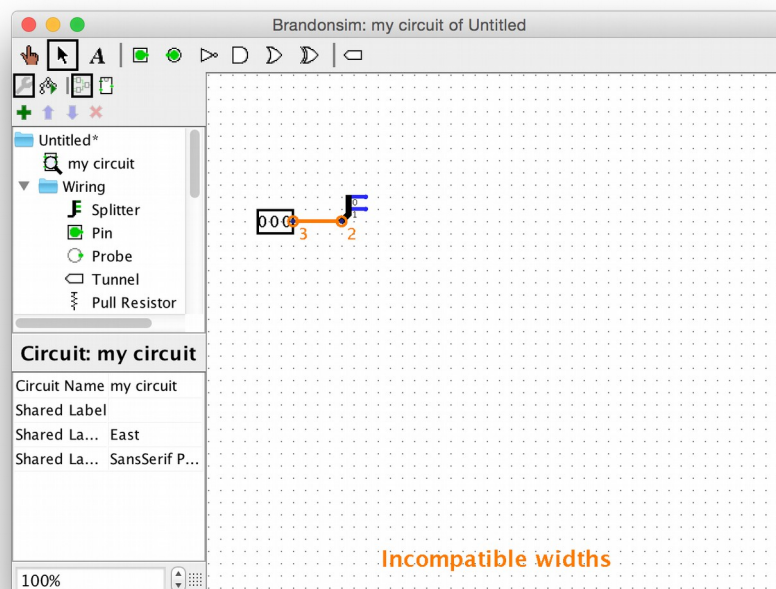 Brandonsim: my circuit of Untitled
A
Untitled*
my circuit
Wiring
Splitter
Pin
Probe
Tunnel
Pull Resistor
Circuit: my circuit
Circuit Name my circuit
Shared Label
Shared La... East
Shared La... SansSerif P...
100%
0
000 1
3 2
Incompatible widths